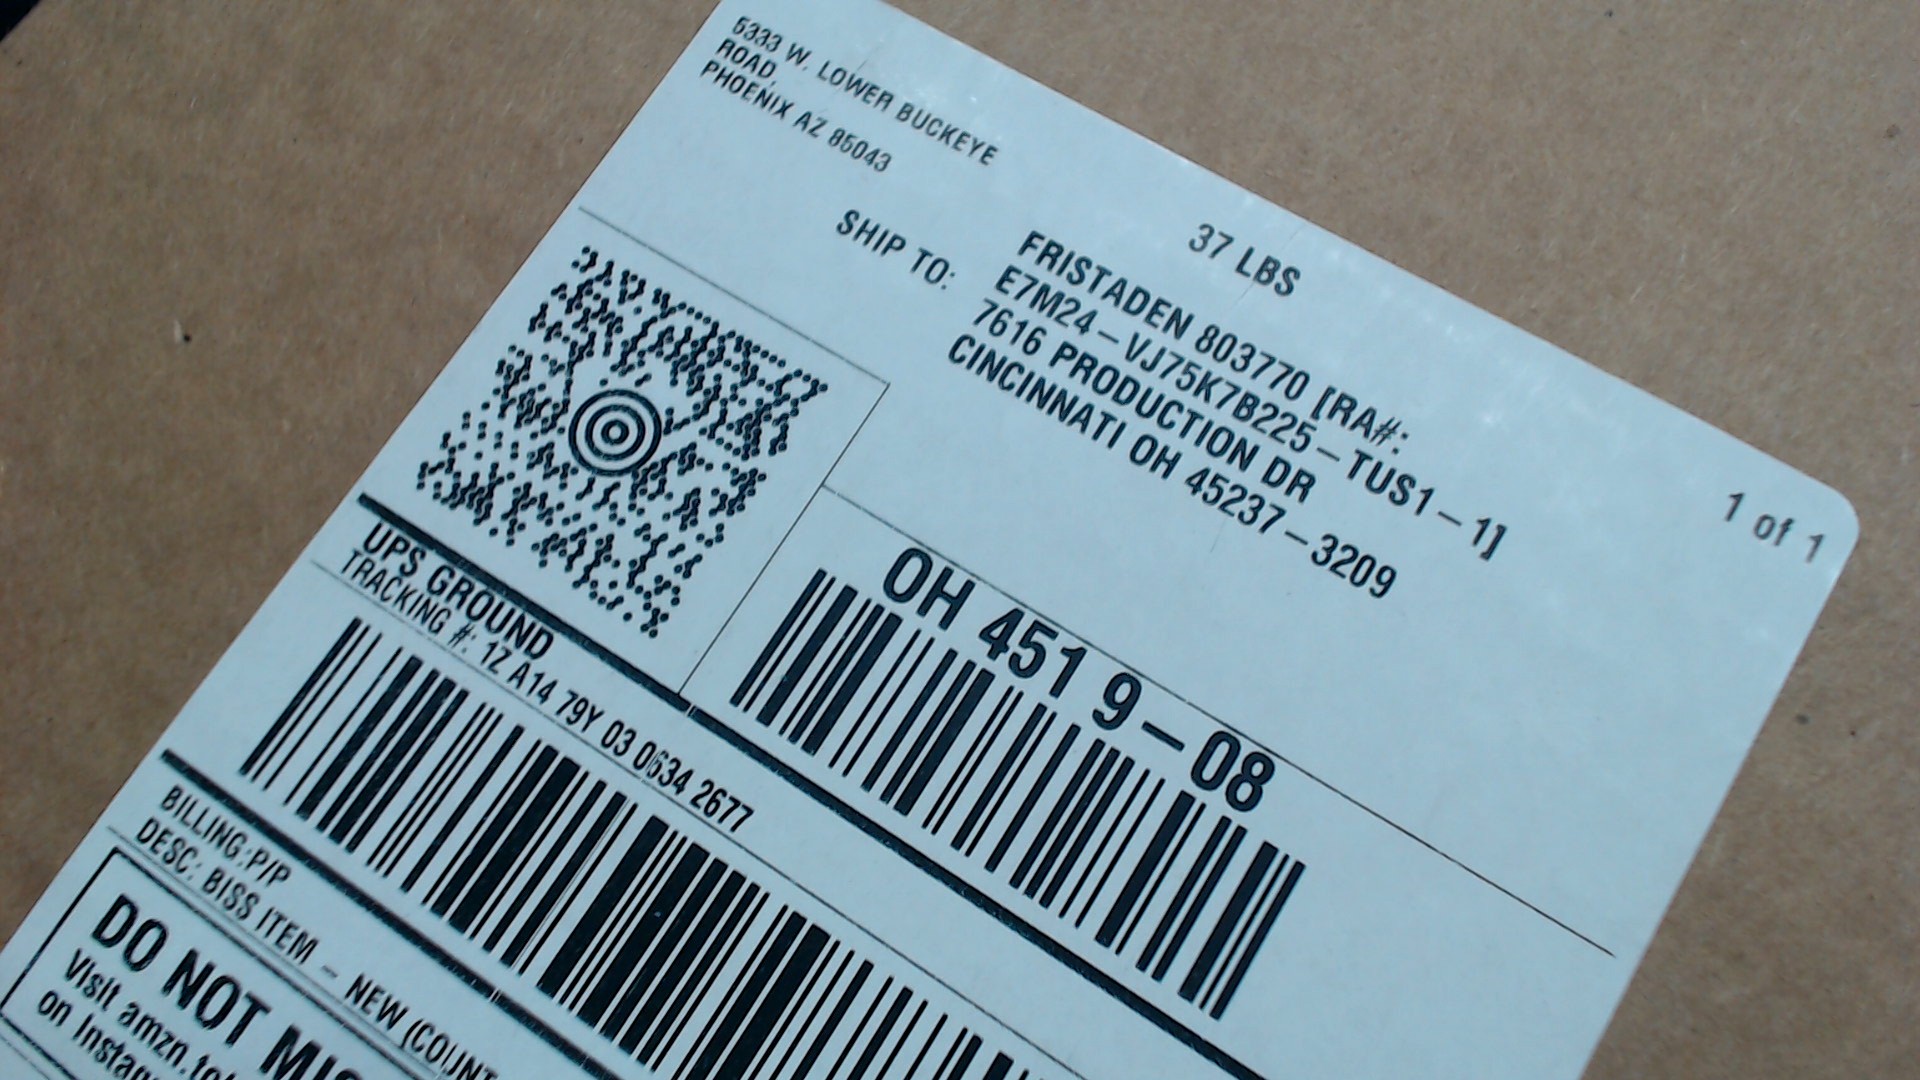 5333 W. LOWER BUCKEYE
ROAD,
PHOENIX AZ 85043
37 LBS
1 of 1
SHIP TO:
FRISTADEN 803770 [RA#:
E7M24-VJ75K7B225-TUS1-1]
7616 PRODUCTION DR
CINCINNATI OH 45237-3209
OH 451 9-08
UPS GROUND
TRACKING #: 1Z A14 79Y 03 0634 2677
BILLING:P/P
DESC: BISS ITEM - NEW (COUNT
DO NOT
Visit amzn.to/
on